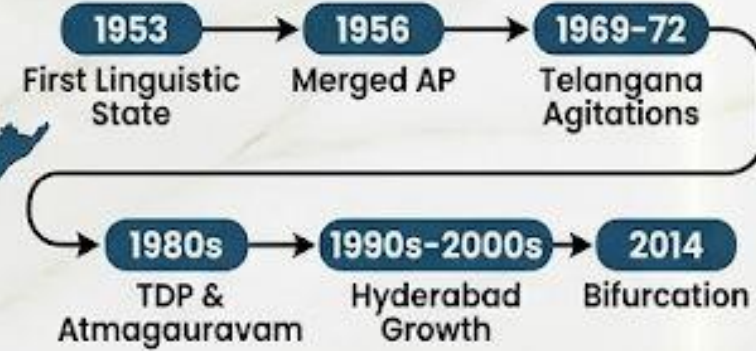 1953
First Linguistic
State
1956
Merged AP
1969-72
Telangana
Agitations
1980s
TDP &
Atmagauravam
1990s-2000s
Hyderabad
Growth
2014
Bifurcation